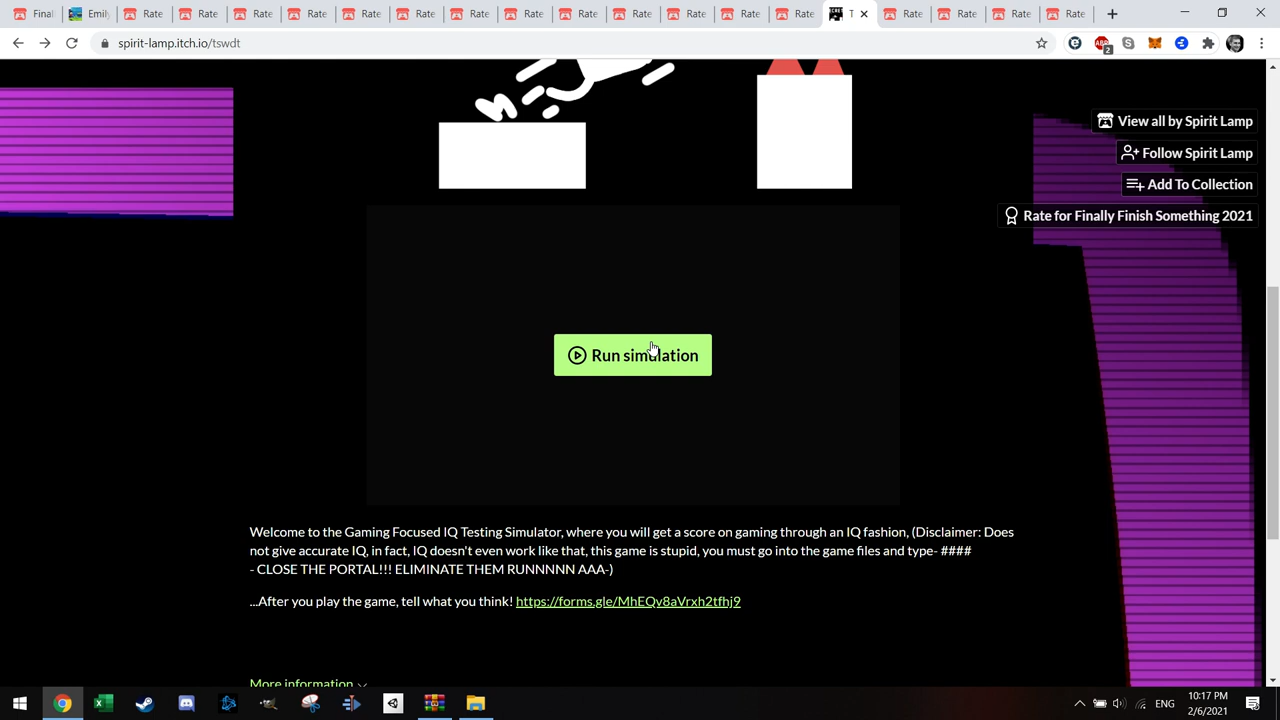 Final
Emily
Rate
Rate
Rate
Rate
Rate
Rate
Rate
Rate
Rate
Rate
Rate
Rate
Rate
T
Rate
Rate
Rate
Rate
spirit-lamp.itch.io/tswdt
2
View all by Spirit Lamp
Follow Spirit Lamp
Add To Collection
Rate for Finally Finish Something 2021
Run simulation
Welcome to the Gaming Focused IQ Testing Simulator, where you will get a score on gaming through an IQ fashion, (Disclaimer: Does
not give accurate IQ, in fact, IQ doesn't even work like that, this game is stupid, you must go into the game files and type- ####
- CLOSE THE PORTAL!!! ELIMINATE THEM RUNNNNN AAA-)
...After you play the game, tell what you think! https://forms.gle/MhEQv8aVrxh2tfhj9
More information
ENG
10:17 PM
2/6/2021